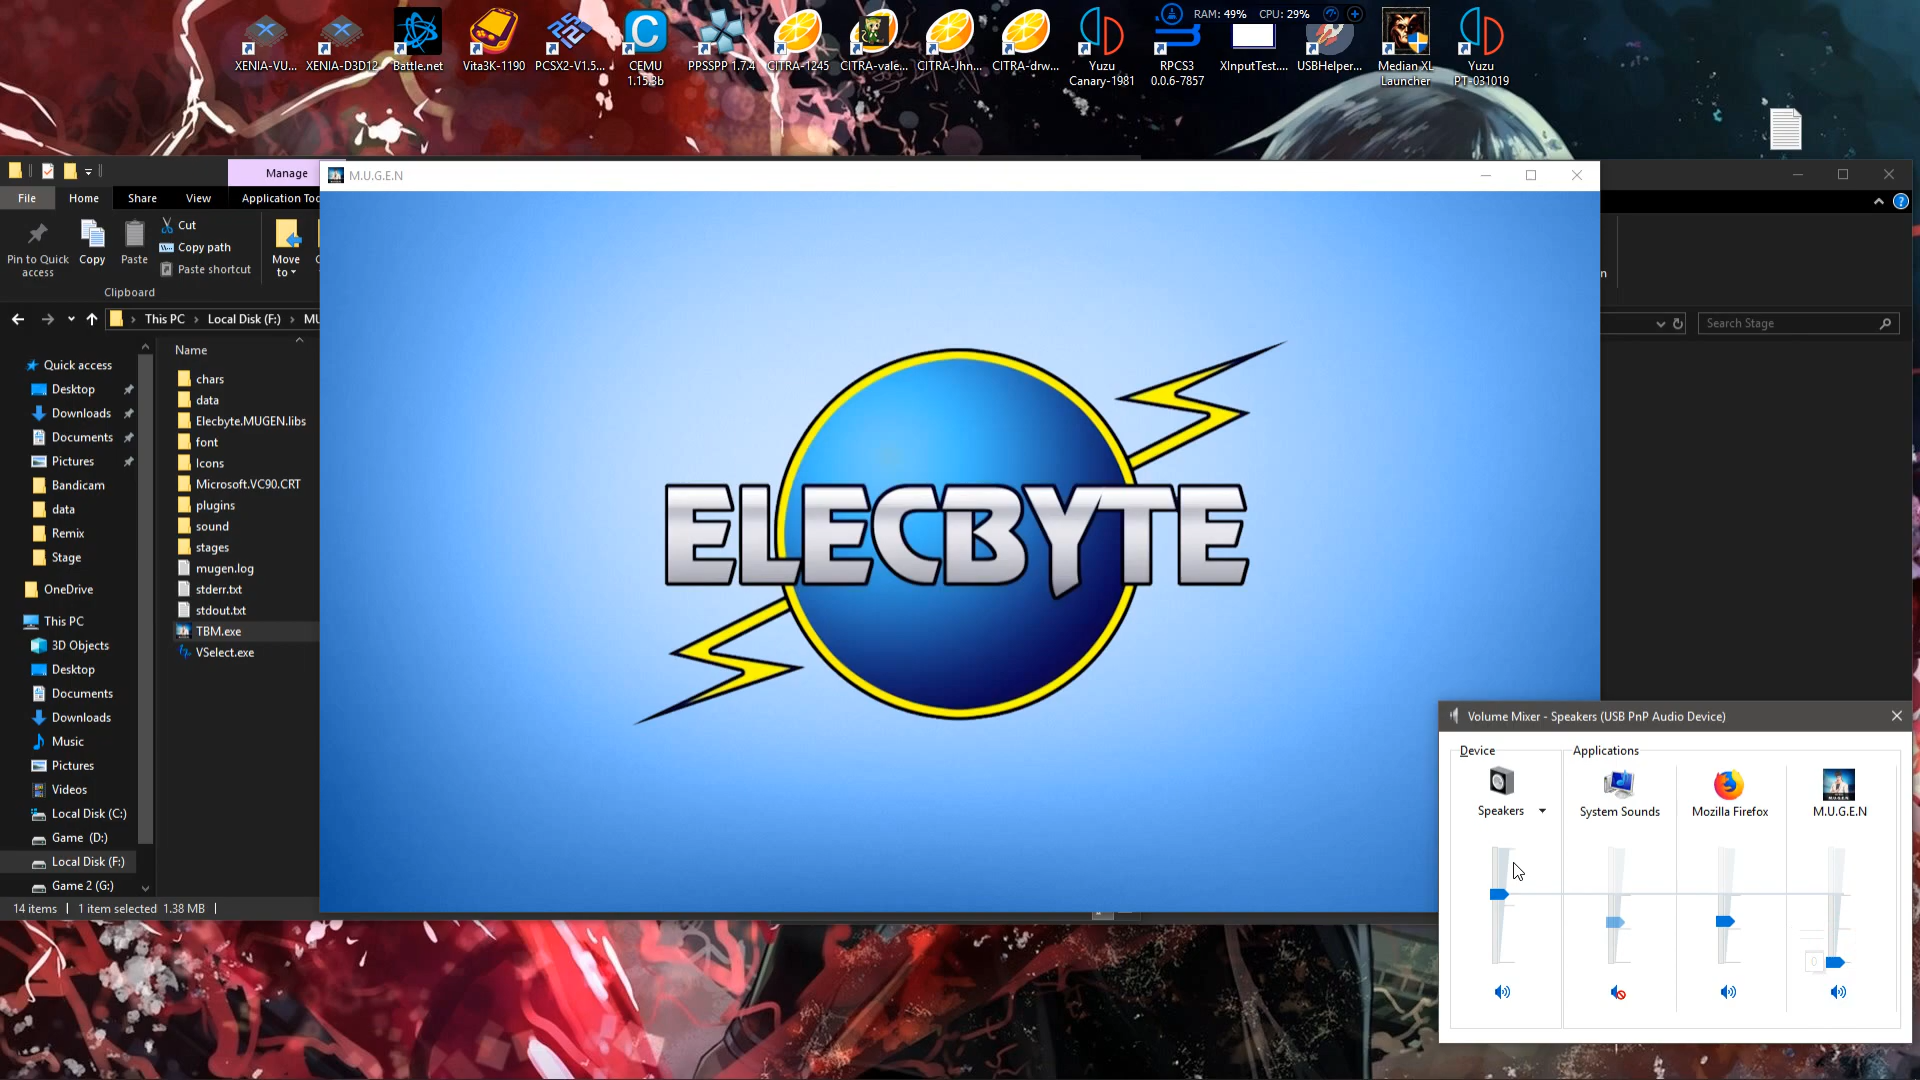 RAM: 49% CPU: 29%
XENIA-VU...
XENIA-D3D12
Battle.net
Vita3K-1190
PCSX2-V1.5...
CEMU
1.15.3b
PPSSPP 1.7.4
CITRA-1245
CITRA-vale...
CITRA-Jhn...
CITRA-drw...
Yuzu
Canary-1981
RPCS3
0.0.6-7857
XInputTest....
USBHelper...
Median XL
Launcher
Yuzu
PT-031019
Manage
M.U.G.E.N
File
Home
Share
View
Application Too
Pin to Quick
access
Copy
Paste
Cut
Copy path
Paste shortcut
Move
to
Clipboard
This PC
Local Disk (F:)
MU
Search Stage
Name
Quick access
Desktop
Downloads
Documents
Pictures
Bandicam
data
Remix
Stage
OneDrive
This PC
3D Objects
Desktop
Documents
Downloads
Music
Pictures
Videos
Local Disk (C:)
Game (D:)
Local Disk (F:)
Game 2 (G:)
chars
data
Elecbyte.MUGEN.libs
font
Icons
Microsoft.VC90.CRT
plugins
sound
stages
mugen.log
stderr.txt
stdout.txt
TBM.exe
VSelect.exe
14 items
1 item selected 1.38 MB
ELECBYTE
Volume Mixer - Speakers (USB PnP Audio Device)
Device
Applications
Speakers
System Sounds
Mozilla Firefox
M.U.G.E.N
0